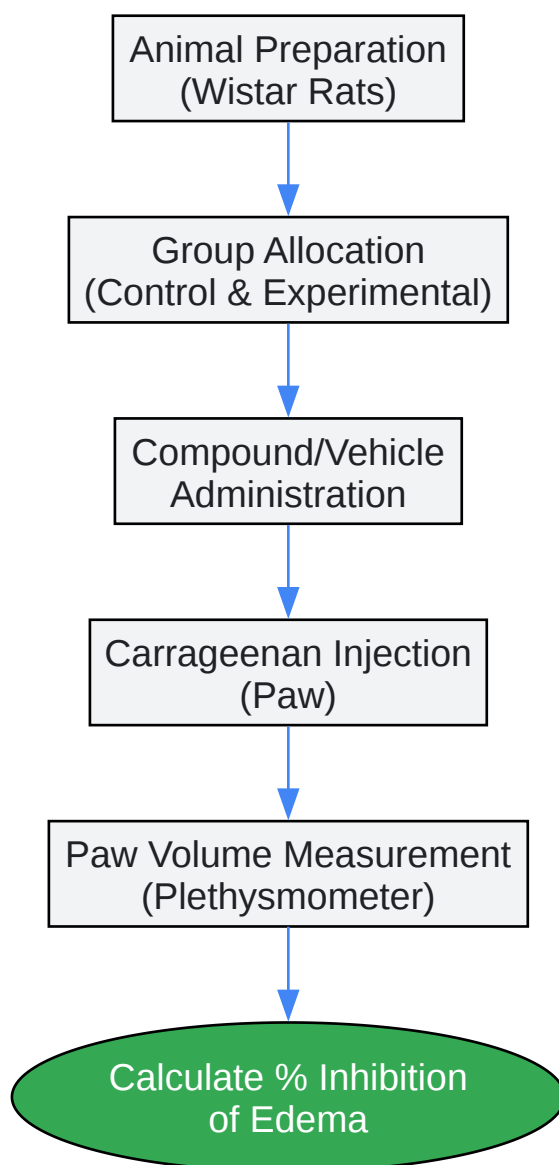 Animal Preparation
(Wistar Rats)
Group Allocation
(Control & Experimental)
Compound/Vehicle
Administration
Carrageenan Injection
(Paw)
Paw Volume Measurement
(Plethysmometer)
Calculate % Inhibition
of Edema